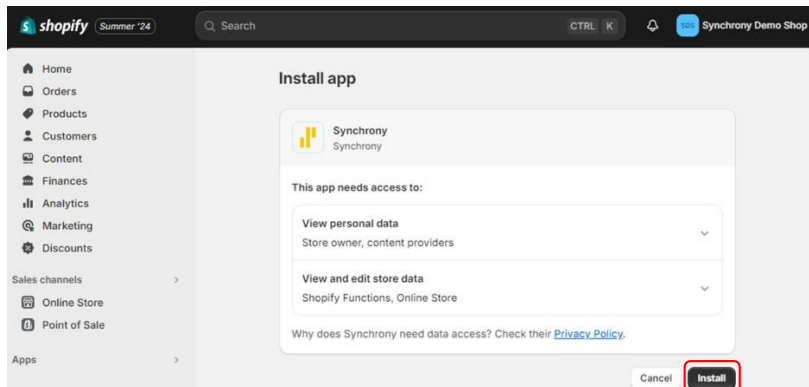 shopify Summer '24
Search
CTRL K
SDS Synchrony Demo Shop
Home
Orders
Products
Customers
Content
Finances
Analytics
Marketing
Discounts
Sales channels
Online Store
Point of Sale
Apps
Install app
Synchrony
Synchrony
This app needs access to:
View personal data
Store owner, content providers
View and edit store data
Shopify Functions, Online Store
Why does Synchrony need data access? Check their Privacy Policy.
Cancel Install